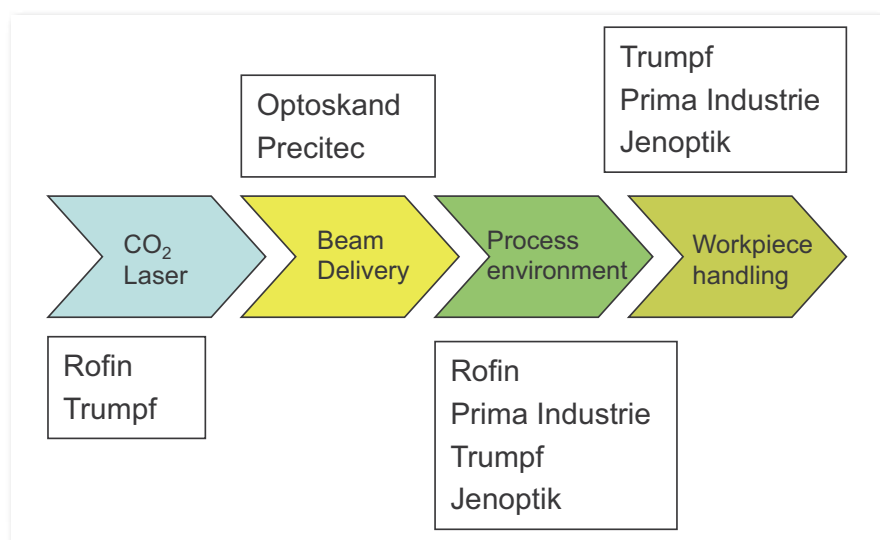 Trumpf
Prima Industrie
Jenoptik
Optoskand
Precitec
CO₂
Laser
Beam
Delivery
Process
environment
Workpiece
handling
Rofin
Trumpf
Rofin
Prima Industrie
Trumpf
Jenoptik